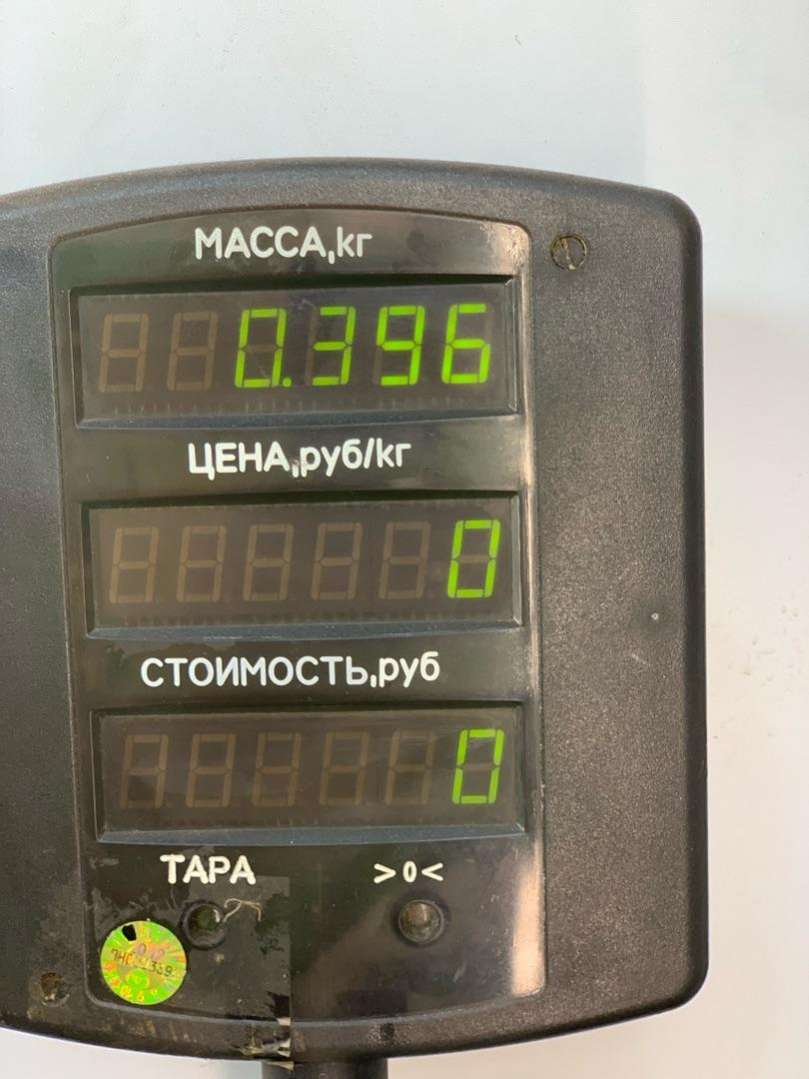 МАССА,кг
0.396
ЦЕНА,руб/кг
0
СТОИМОСТЬ,руб
0
ТАРА >0<